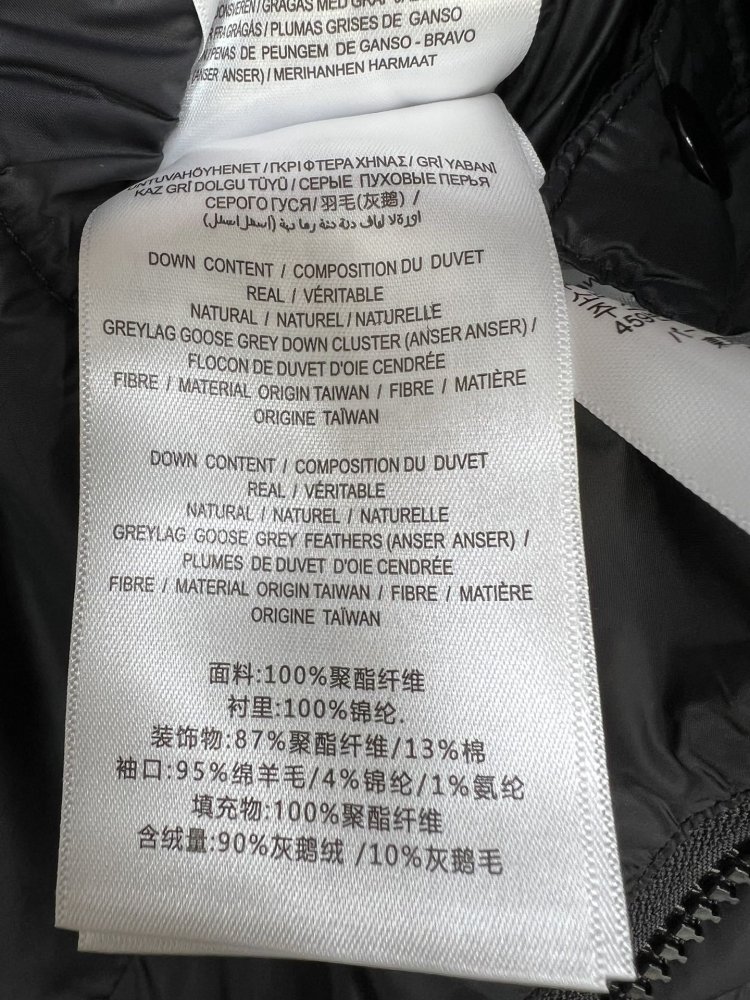 PLUMAS GRISES DE GANSO
PENAS DE PEUNGEM DE GANSO - BRAVO
ANSER) / MERIHANHEN HARMAAT
UNTUVAHÖYHENET / ΓΚΡΙ ΦΤΕΡΑ ΧΗΝΑΣ / GRİ YABANİ
KAZ GRİ DOLGU TÜYÜ / СЕРЫЕ ПУХОВЫЕ ПЕРЬЯ
СЕРОГО ГУСЯ / 羽毛(灰鹅) /
DOWN CONTENT / COMPOSITION DU DUVET
REAL / VÉRITABLE
NATURAL / NATUREL / NATURELLE
GREYLAG GOOSE GREY DOWN CLUSTER (ANSER ANSER) /
FLOCON DE DUVET D'OIE CENDRÉE
FIBRE / MATERIAL ORIGIN TAIWAN / FIBRE / MATIÈRE
ORIGINE TAÏWAN
DOWN CONTENT / COMPOSITION DU DUVET
REAL / VÉRITABLE
NATURAL / NATUREL / NATURELLE
GREYLAG GOOSE GREY FEATHERS (ANSER ANSER) /
PLUMES DE DUVET D'OIE CENDRÉE
FIBRE / MATERIAL ORIGIN TAIWAN / FIBRE / MATIÈRE
ORIGINE TAÏWAN
面料:100%聚酯纤维
衬里:100%锦纶.
装饰物:87%聚酯纤维/13%棉
袖口:95%绵羊毛/4%锦纶/1%氨纶
填充物:100%聚酯纤维
含绒量:90%灰鹅绒 /10%灰鹅毛